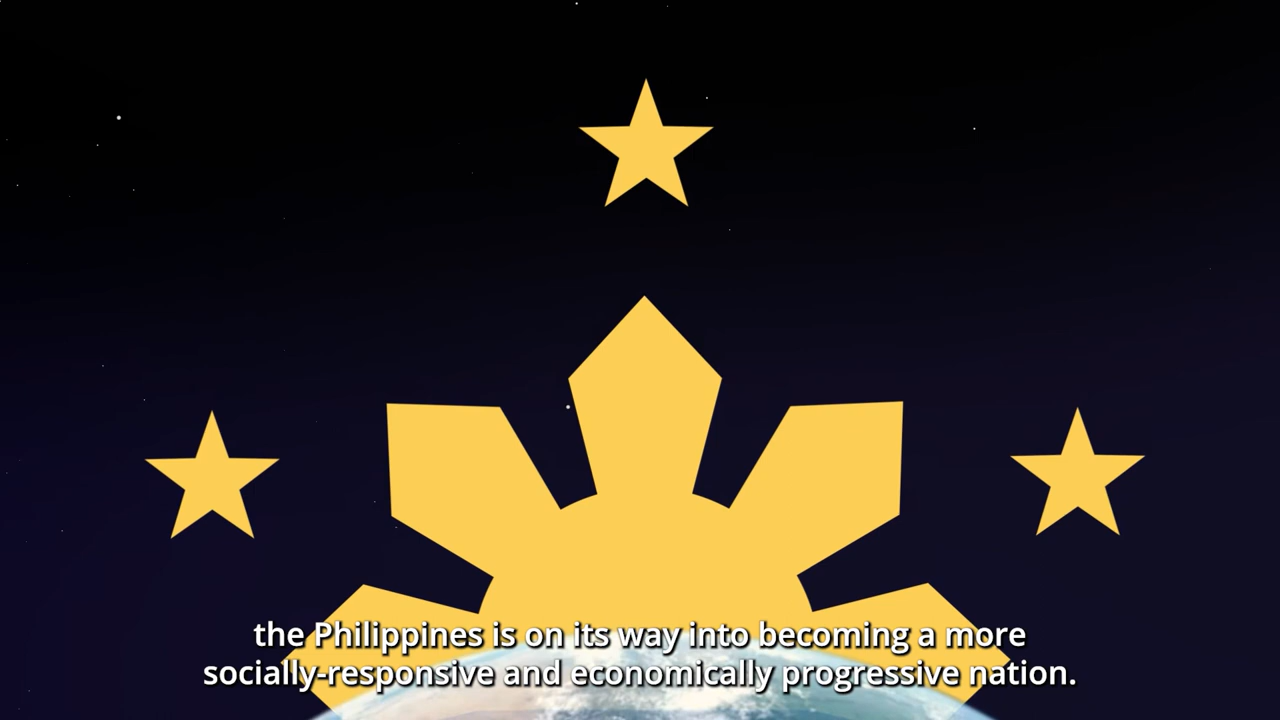 the Philippines is on its way into becoming a more
socially-responsive and economically progressive nation.